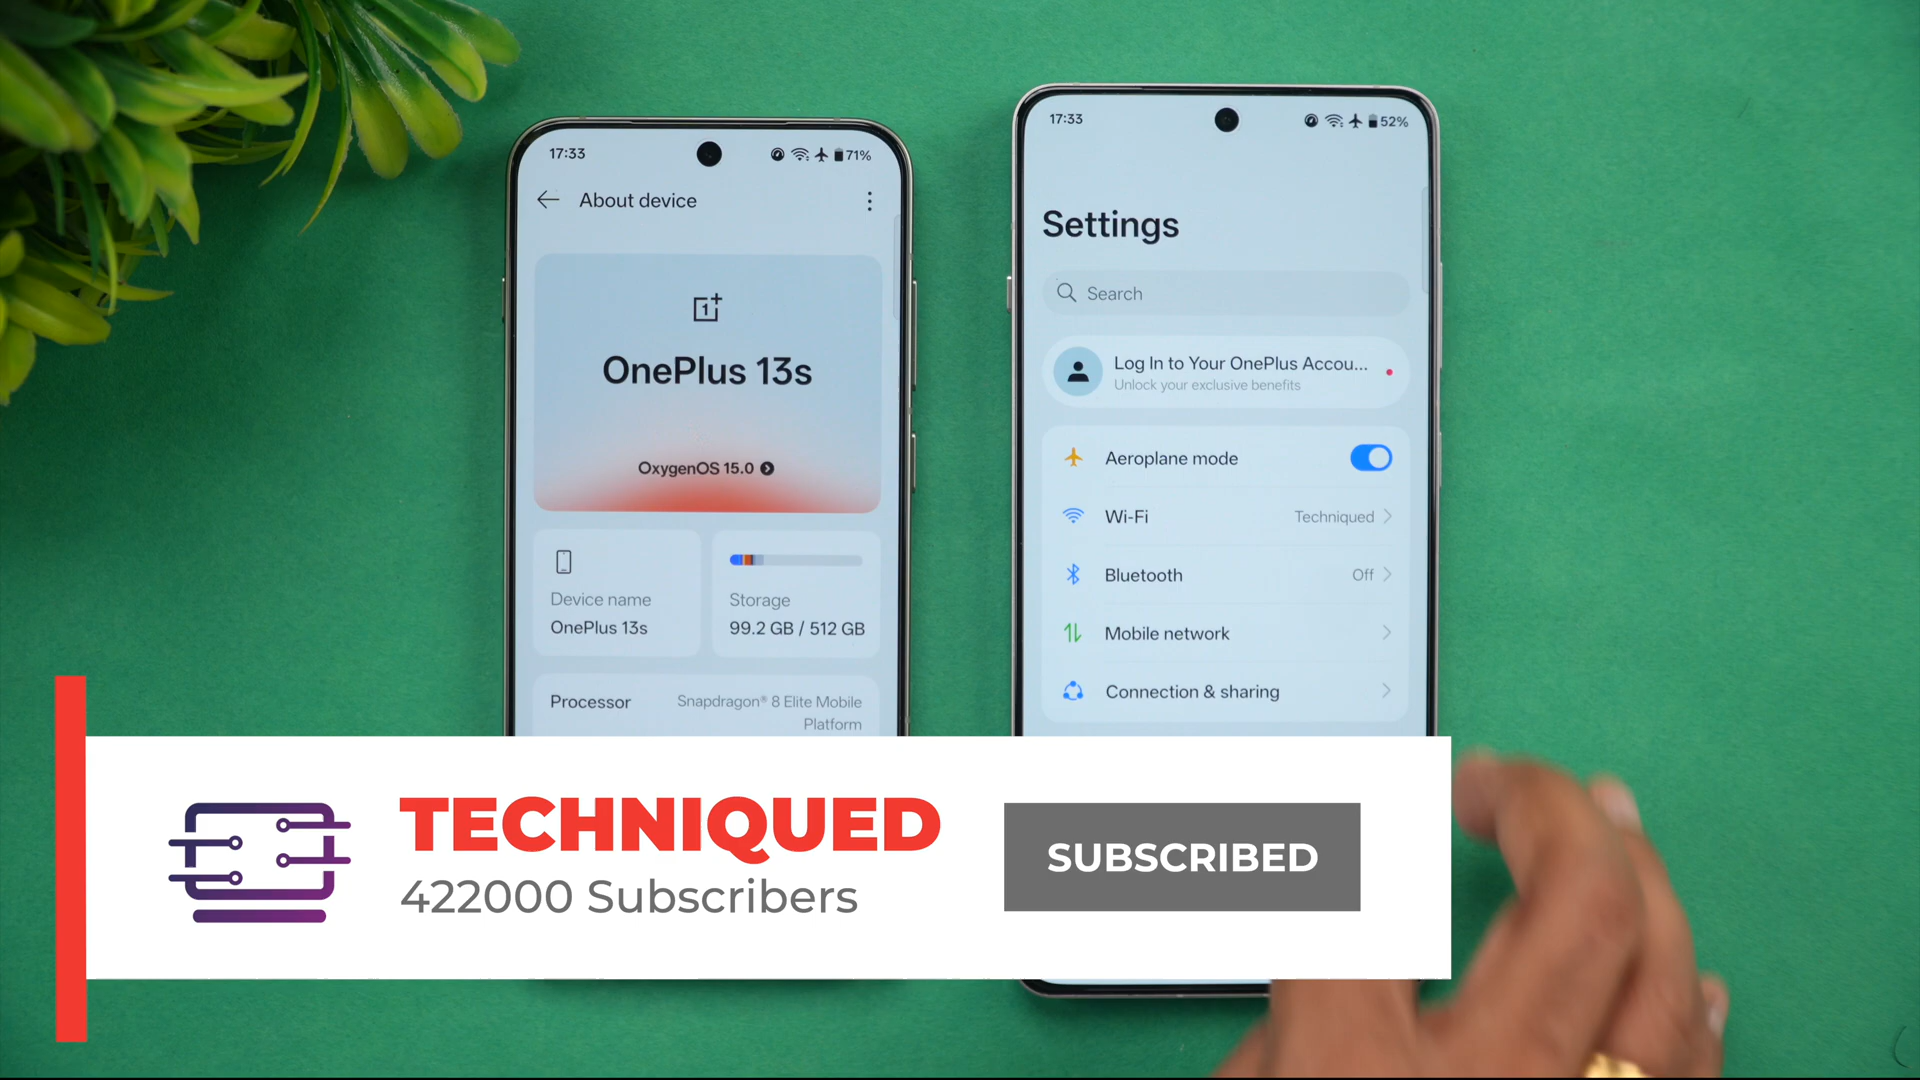 17:33
71%
About device
1
OnePlus 13s
OxygenOS 15.0
Device name
OnePlus 13s
Storage
99.2 GB / 512 GB
Processor
Snapdragon® 8 Elite Mobile
Platform
17:33
52%
Settings
Search
Log In to Your OnePlus Accou...
Unlock your exclusive benefits
Aeroplane mode
Wi-Fi
Techniqued
Bluetooth
Off
Mobile network
Connection & sharing
TECHNIQUED
422000 Subscribers
SUBSCRIBED